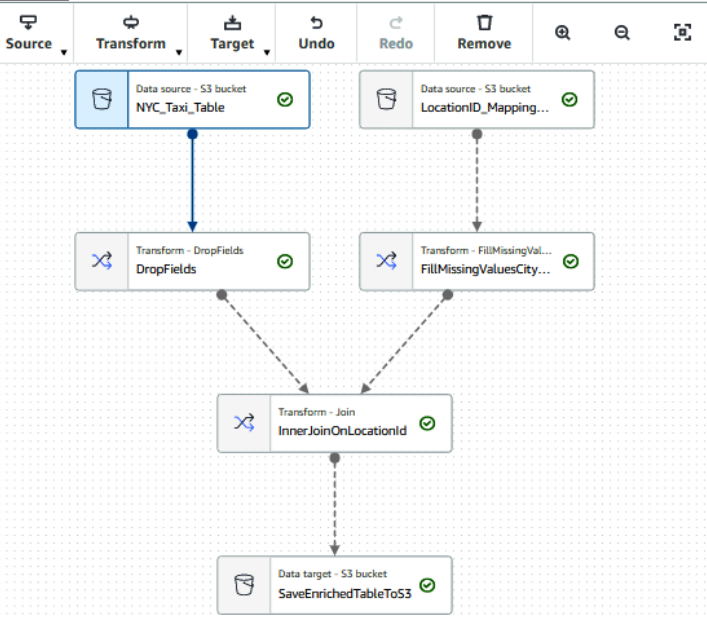 Source
Transform
Target
Undo
Redo
Remove
Data source - S3 bucket
NYC_Taxi_Table
Data source - S3 bucket
LocationID_Mapping...
Transform - DropFields
DropFields
Transform - FillMissingVal...
FillMissingValuesCity...
Transform - Join
InnerJoinOnLocationId
Data target - S3 bucket
SaveEnrichedTableToS3